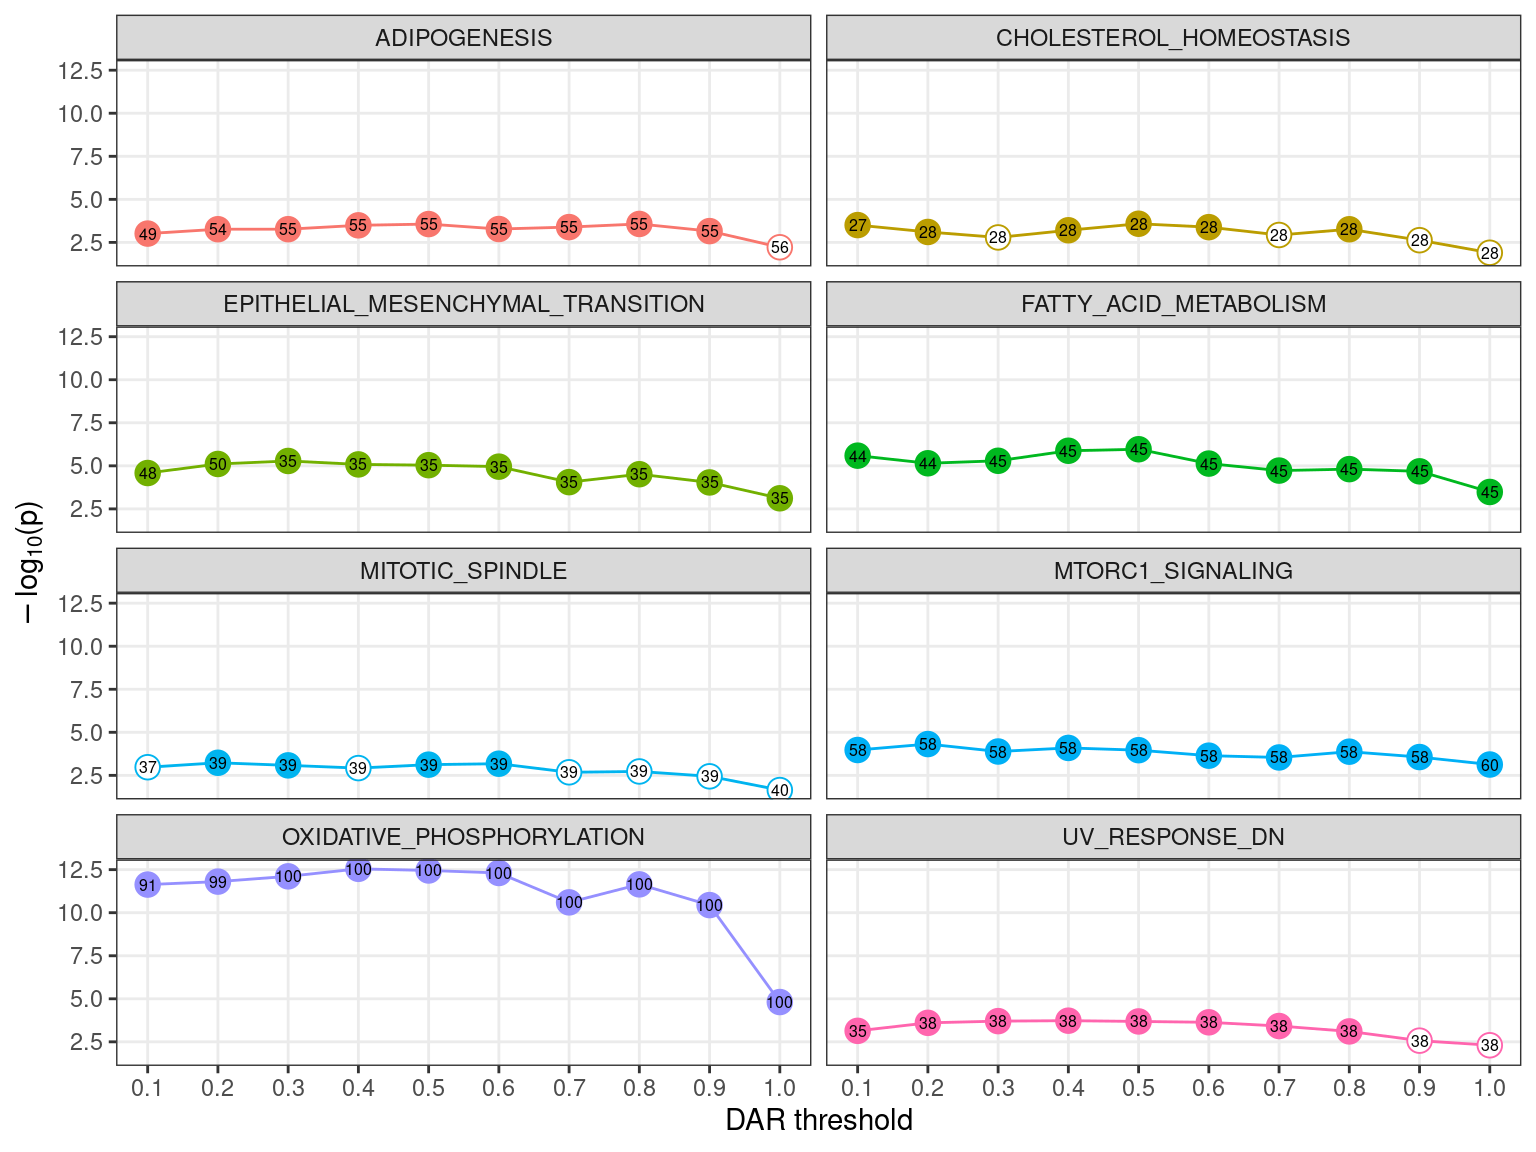 ADIPOGENESIS
CHOLESTEROL_HOMEOSTASIS
12.5
10.0
7.5
5.0
2.5
49 54 55 55 55 55 55 55 55 56
27 28 28 28 28 28 28 28 28 28
EPITHELIAL_MESENCHYMAL_TRANSITION
FATTY_ACID_METABOLISM
12.5
10.0
7.5
5.0
2.5
48 50 35 35 35 35 35 35 35 35
44 44 45 45 45 45 45 45 45 45
MITOTIC_SPINDLE
MTORC1_SIGNALING
12.5
10.0
7.5
5.0
2.5
37 39 39 39 39 39 39 39 39 40
58 58 58 58 58 58 58 58 58 60
OXIDATIVE_PHOSPHORYLATION
UV_RESPONSE_DN
12.5
10.0
7.5
5.0
2.5
91 99 100 100 100 100 100 100 100 100
35 38 38 38 38 38 38 38 38 38
0.1 0.2 0.3 0.4 0.5 0.6 0.7 0.8 0.9 1.0
0.1 0.2 0.3 0.4 0.5 0.6 0.7 0.8 0.9 1.0
DAR threshold
− log₁₀(p)